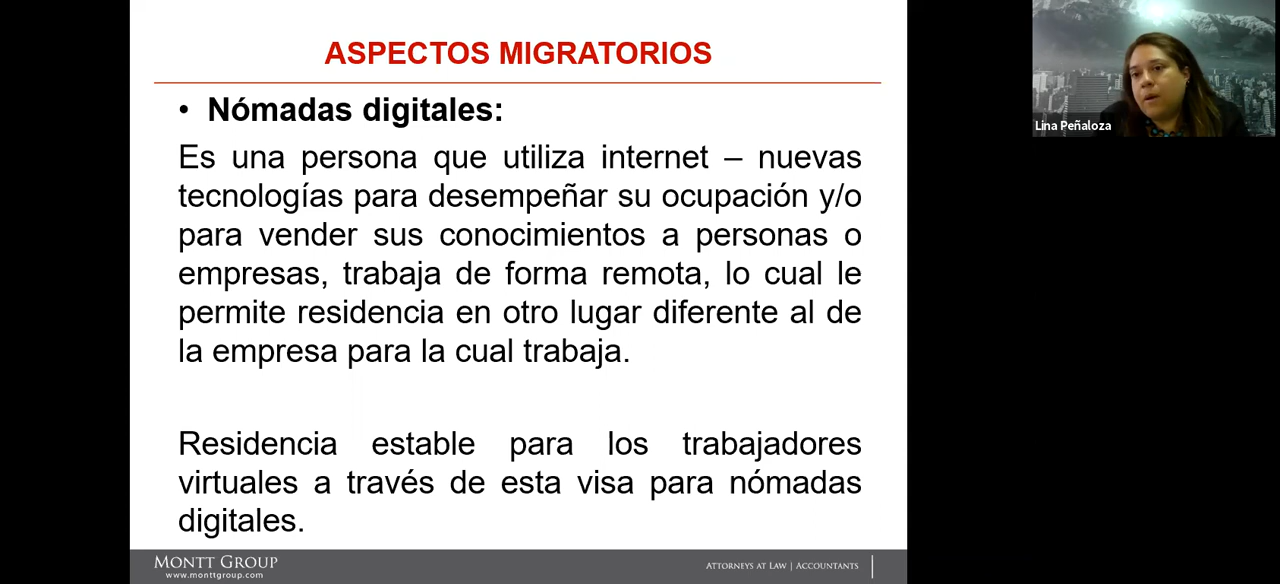 ASPECTOS MIGRATORIOS
• Nómadas digitales:
Es una persona que utiliza internet – nuevas
tecnologías para desempeñar su ocupación y/o
para vender sus conocimientos a personas o
empresas, trabaja de forma remota, lo cual le
permite residencia en otro lugar diferente al de
la empresa para la cual trabaja.
Residencia estable para los trabajadores
virtuales a través de esta visa para nómadas
digitales.
MONTT GROUP
www.monttgroup.com
ATTORNEYS AT LAW | ACCOUNTANTS
Lina Peñaloza